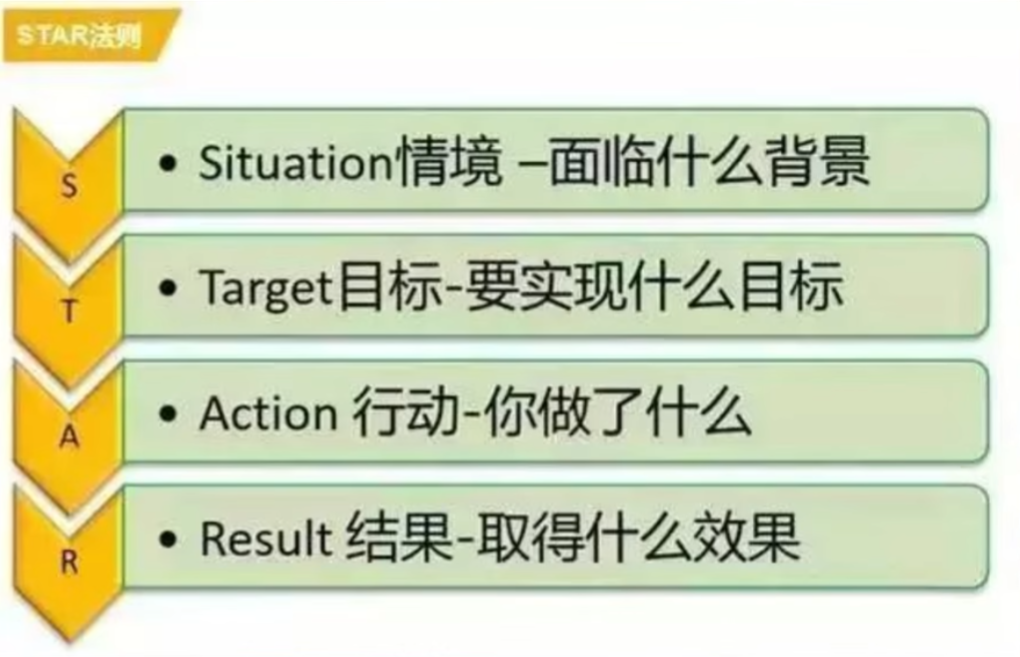 STAR法则
S
• Situation情境 –面临什么背景
T
• Target目标-要实现什么目标
A
• Action 行动-你做了什么
R
• Result 结果-取得什么效果